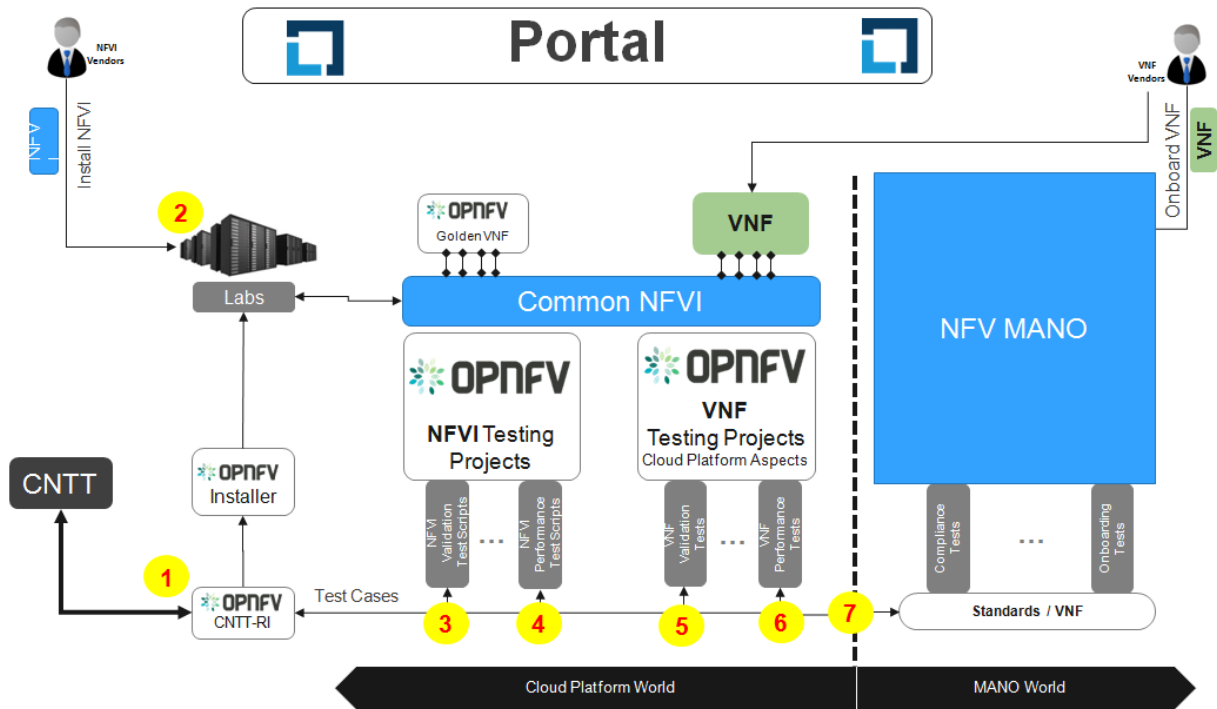 Portal
NFVI
Vendors
VNF
Vendors
NFV
I
Install NFVI
Onboard VNF
VNF
2
OPNFV
Golden VNF
VNF
Labs
Common NFVI
NFV MANO
OPNFV
NFVI Testing
Projects
OPNFV
VNF
Testing Projects
Cloud Platform Aspects
CNTT
OPNFV
Installer
NFVI
Validation
Test Scripts
...
NFVI
Performance
Test Scripts
VNF
Validation
Tests
...
VNF
Performance
Tests
Compliance
Tests
...
Onboarding
Tests
1
OPNFV
CNTT-RI
Test Cases
3
4
5
6
7
Standards / VNF
Cloud Platform World
MANO World